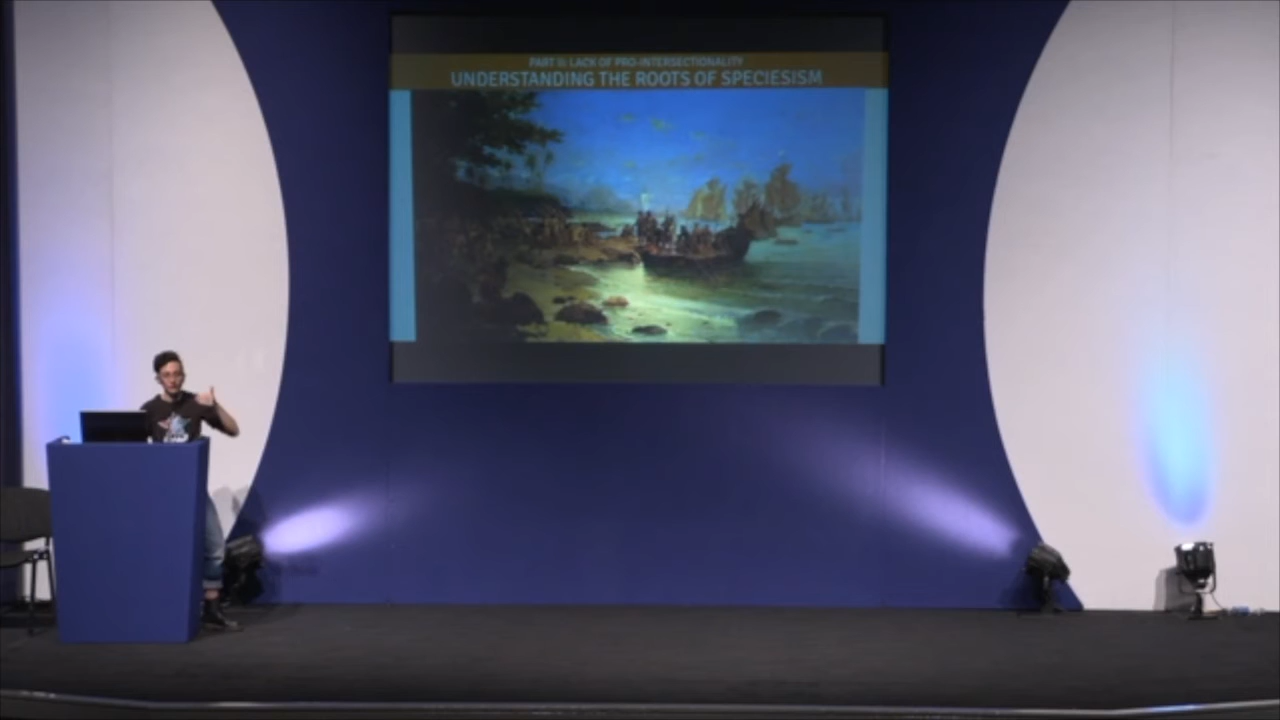 PART II: LACK OF PRO-INTERSECTIONALITY
UNDERSTANDING THE ROOTS OF SPECIESISM